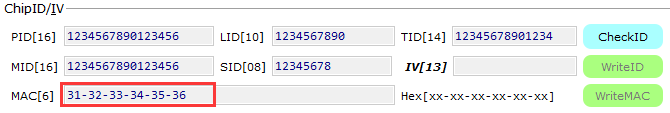 ChipID/IV
PID[16] 1234567890123456 LID[10] 1234567890 TID[14] 12345678901234 CheckID
MID[16] 1234567890123456 SID[08] 12345678 IV[13] WriteID
MAC[6] 31-32-33-34-35-36 Hex[xx-xx-xx-xx-xx-xx] WriteMAC